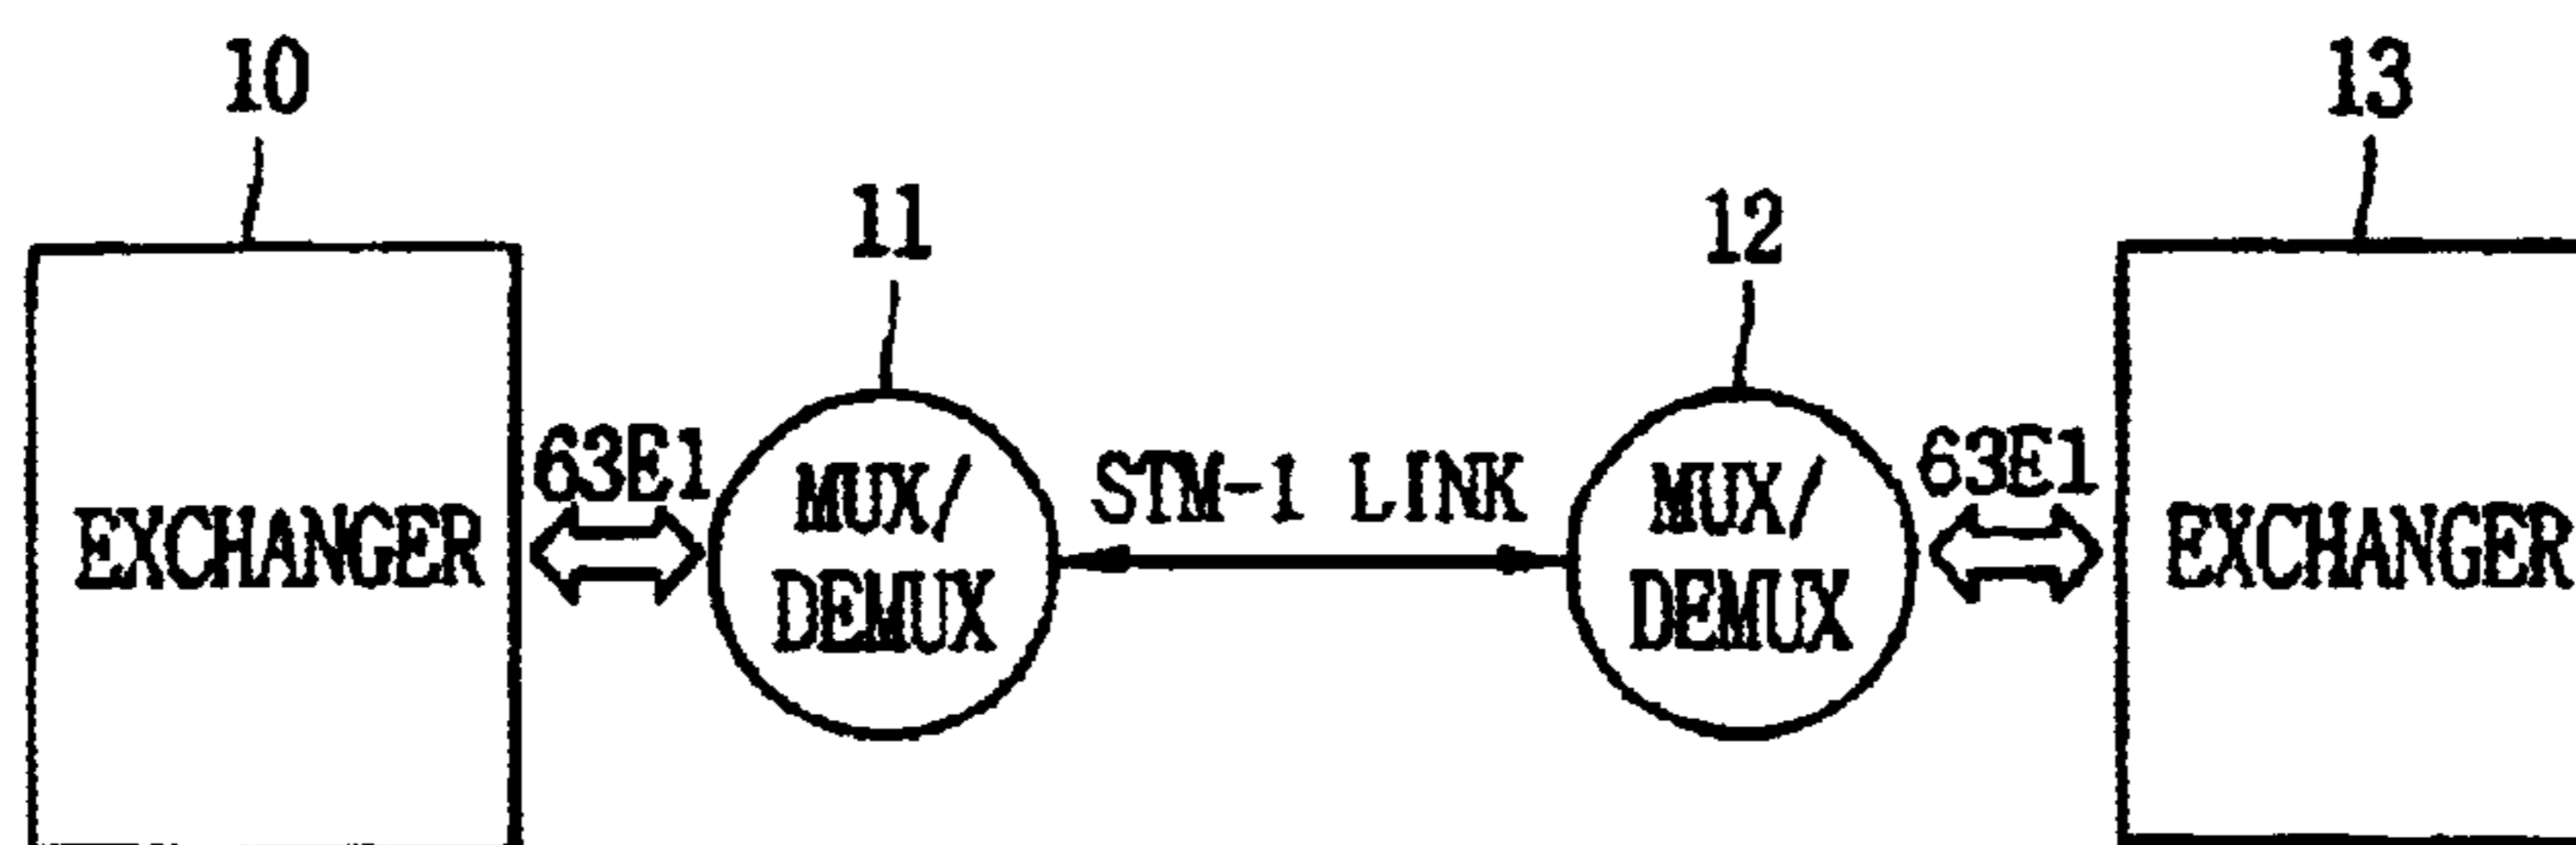 10
13
11
12
63E1
63E1
EXCHANGER
MUX/
DEMUX
STM-1 LINK
MUX/
DEMUX
EXCHANGER